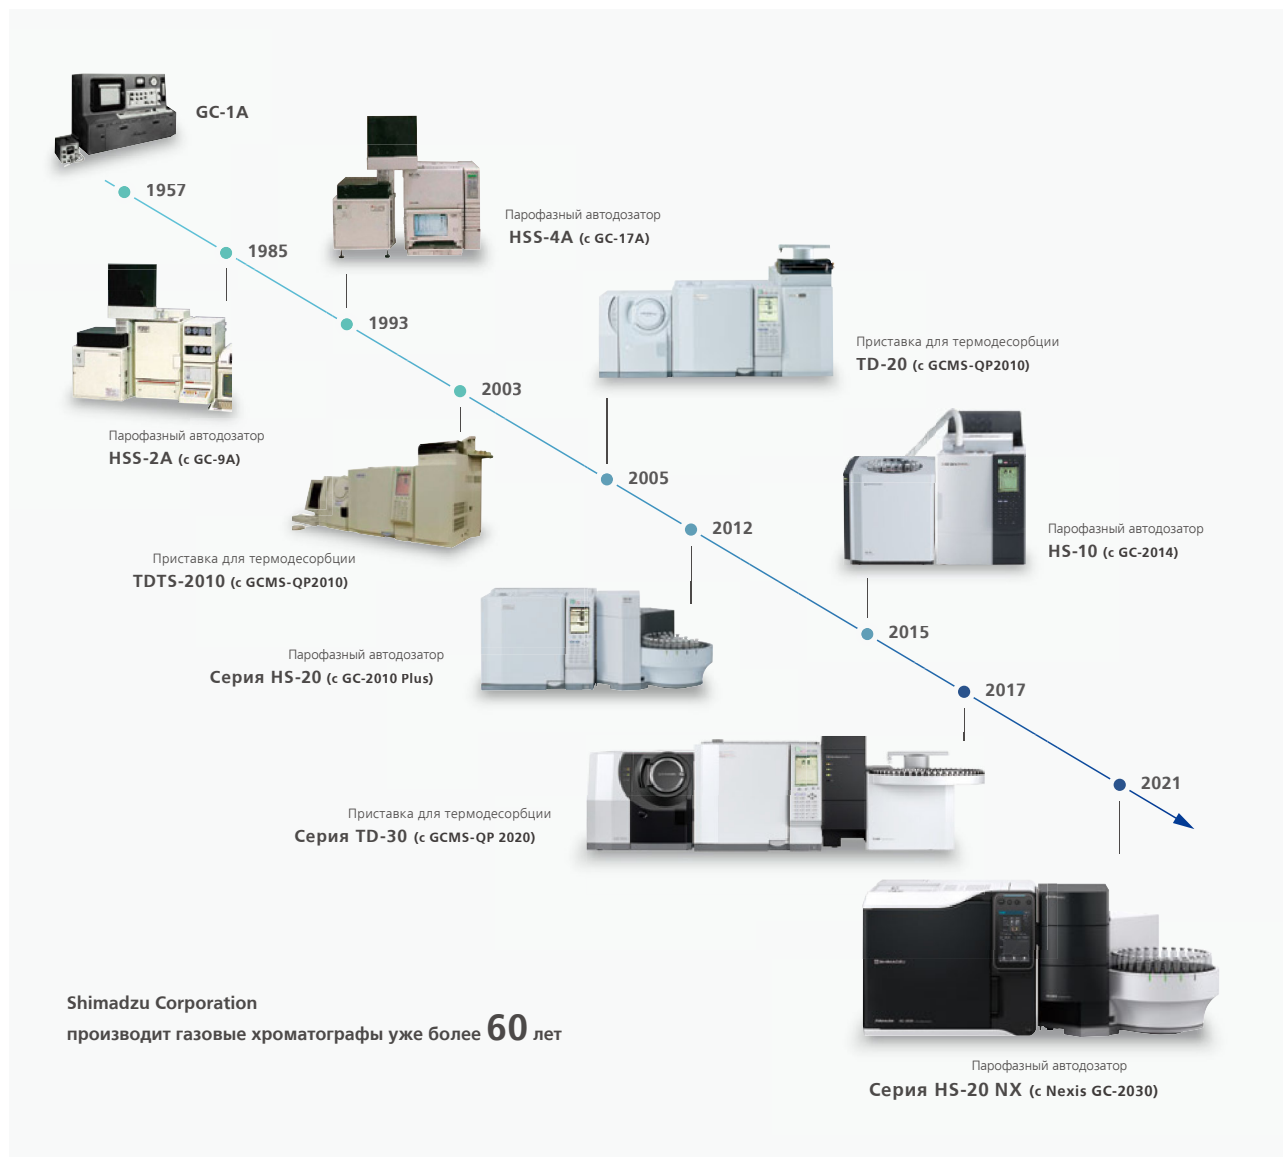 GC-1A
1957
1985
Парофазный автодозатор
HSS-4A (с GC-17A)
1993
Приставка для термодесорбции
TD-20 (с GCMS-QP2010)
2003
Парофазный автодозатор
HSS-2A (с GC-9A)
2005
2012
Парофазный автодозатор
HS-10 (с GC-2014)
Приставка для термодесорбции
TDTS-2010 (с GCMS-QP2010)
2015
Парофазный автодозатор
Серия HS-20 (с GC-2010 Plus)
2017
2021
Приставка для термодесорбции
Серия TD-30 (с GCMS-QP 2020)
Shimadzu Corporation
производит газовые хроматографы уже более 60 лет
Парофазный автодозатор
Серия HS-20 NX (с Nexis GC-2030)